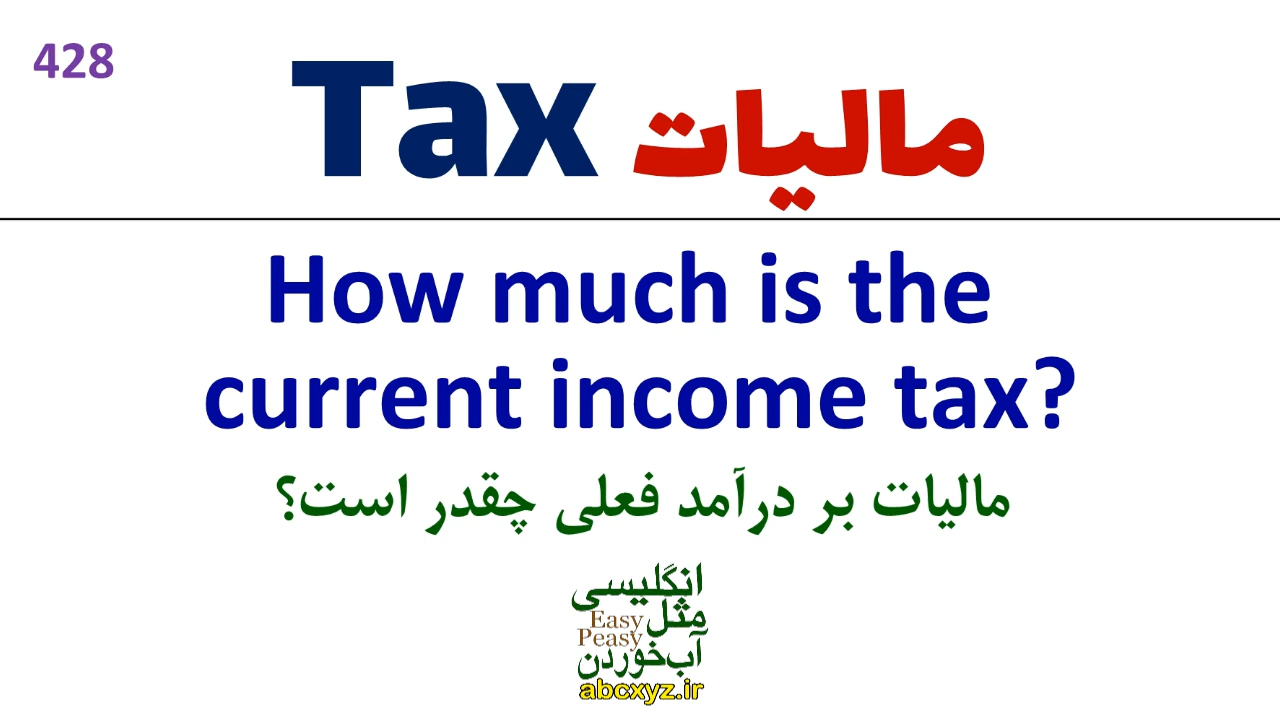 428
Tax مالیات
How much is the
current income tax?
مالیات بر درآمد فعلی چقدر است؟
انگلیسی
مثل
Easy
Peasy
آب‌خوردن
abcxyz.ir